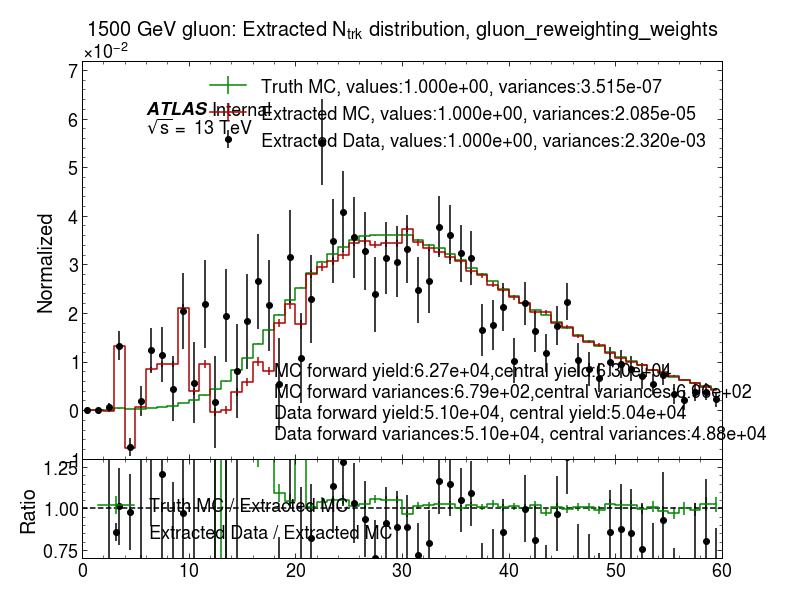 1500 GeV gluon: Extracted Ntrk distribution, gluon_reweighting_weights
×10−2
Truth MC, values:1.000e+00, variances:3.515e-07
ATLAS Internal
Extracted MC, values:1.000e+00, variances:2.085e-05
√s = 13 TeV
Extracted Data, values:1.000e+00, variances:2.320e-03
7
6
5
4
3
2
1
0
1
Normalized
MC forward yield:6.27e+04,central yield:6.30e+04
MC forward variances:6.79e+02,central variances:6.06e+02
Data forward yield:5.10e+04, central yield:5.04e+04
Data forward variances:5.10e+04, central variances:4.88e+04
1.25
1.00
0.75
Ratio
Truth MC / Extracted MC
Extracted Data / Extracted MC
0 10 20 30 40 50 60